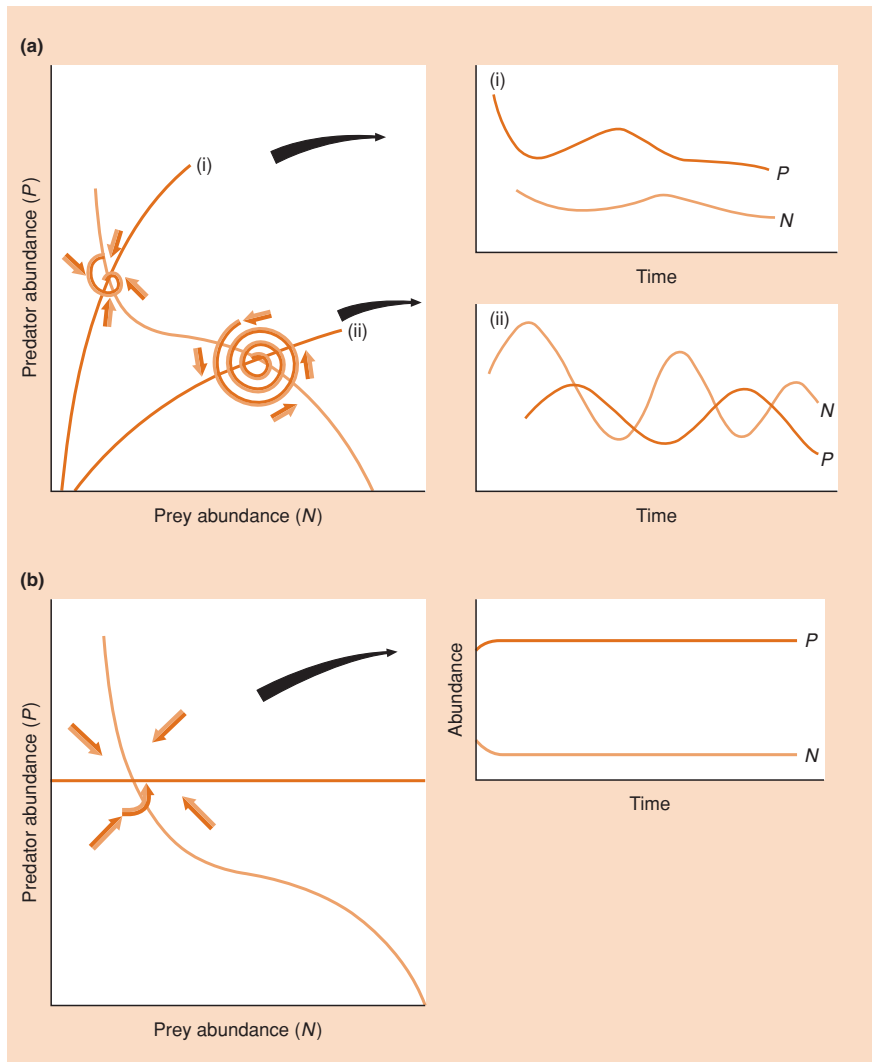 (a)
Predator abundance (P)
(i)
(ii)
Prey abundance (N)
(i)
P
N
Time
(ii)
N
P
Time
(b)
Predator abundance (P)
Prey abundance (N)
Abundance
P
N
Time